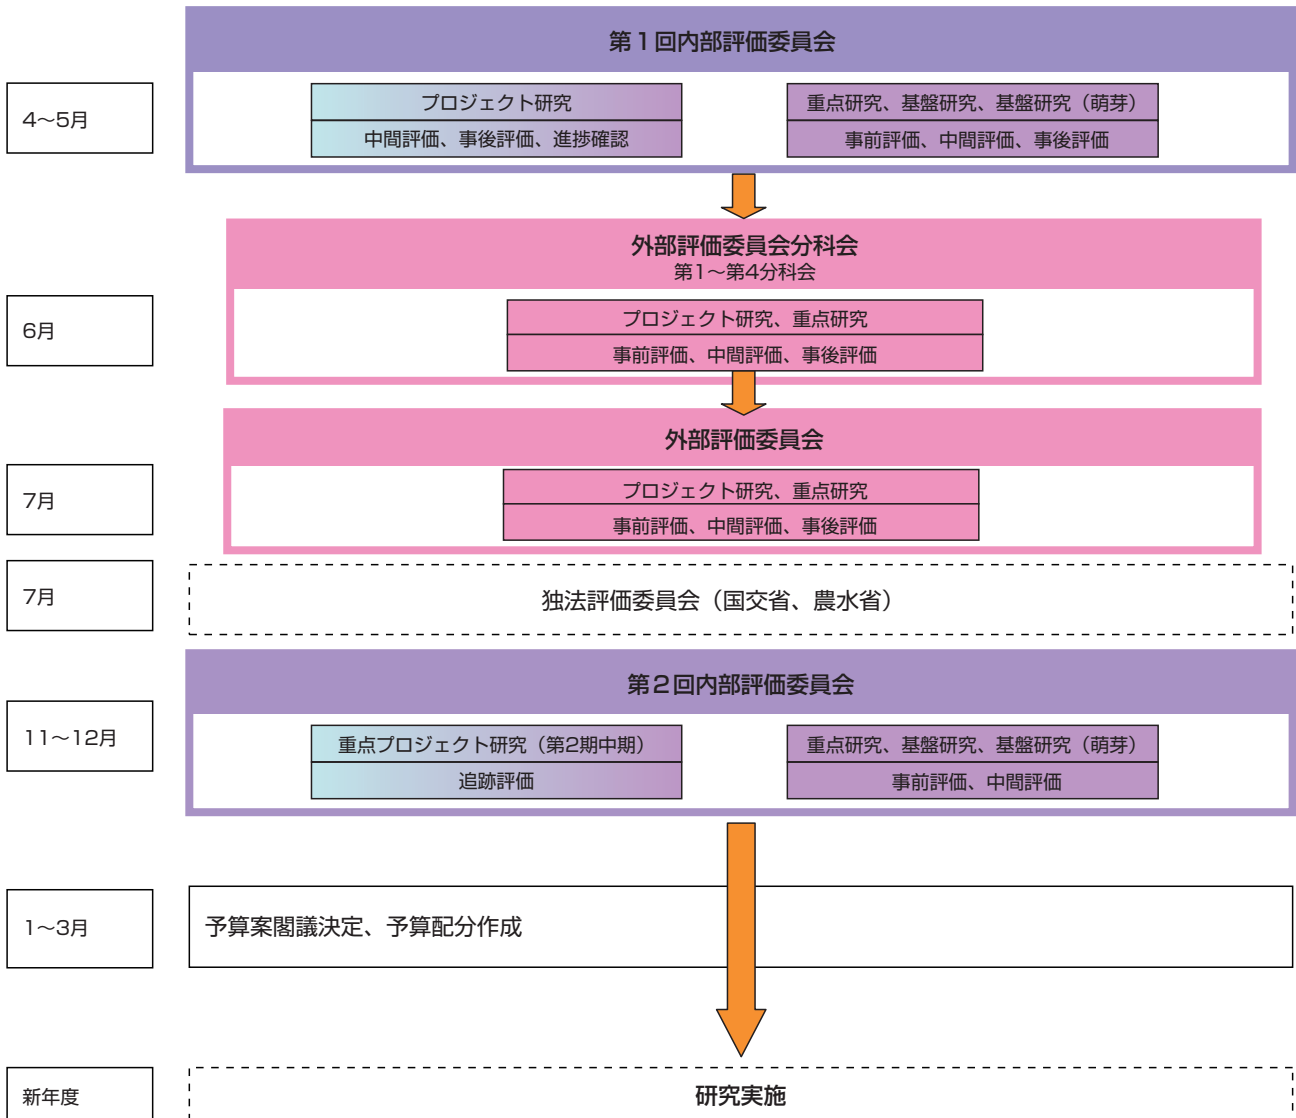 第1回内部評価委員会
4～5月
プロジェクト研究
中間評価、事後評価、進捗確認
重点研究、基盤研究、基盤研究（萌芽）
事前評価、中間評価、事後評価
外部評価委員会分科会
第1～第4分科会
6月
プロジェクト研究、重点研究
事前評価、中間評価、事後評価
外部評価委員会
7月
プロジェクト研究、重点研究
事前評価、中間評価、事後評価
7月
独法評価委員会（国交省、農水省）
第2回内部評価委員会
11～12月
重点プロジェクト研究（第2期中期）
追跡評価
重点研究、基盤研究、基盤研究（萌芽）
事前評価、中間評価
1～3月
予算案閣議決定、予算配分作成
新年度
研究実施